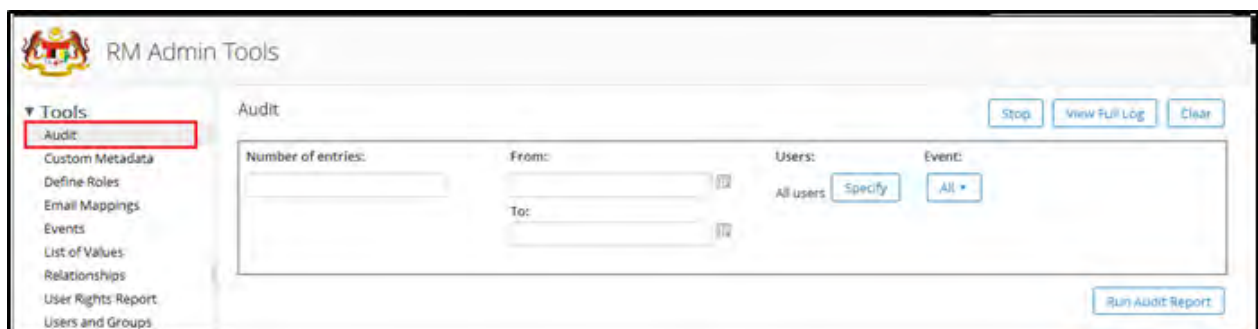 RM Admin Tools
Tools
Audit
Custom Metadata
Define Roles
Email Mappings
Events
List of Values
Relationships
User Rights Report
Users and Groups
Audit
Stop
View Full Log
Clear
Number of entries:
From:
To:
Users:
All users
Specify
Event:
All
Run Audit Report